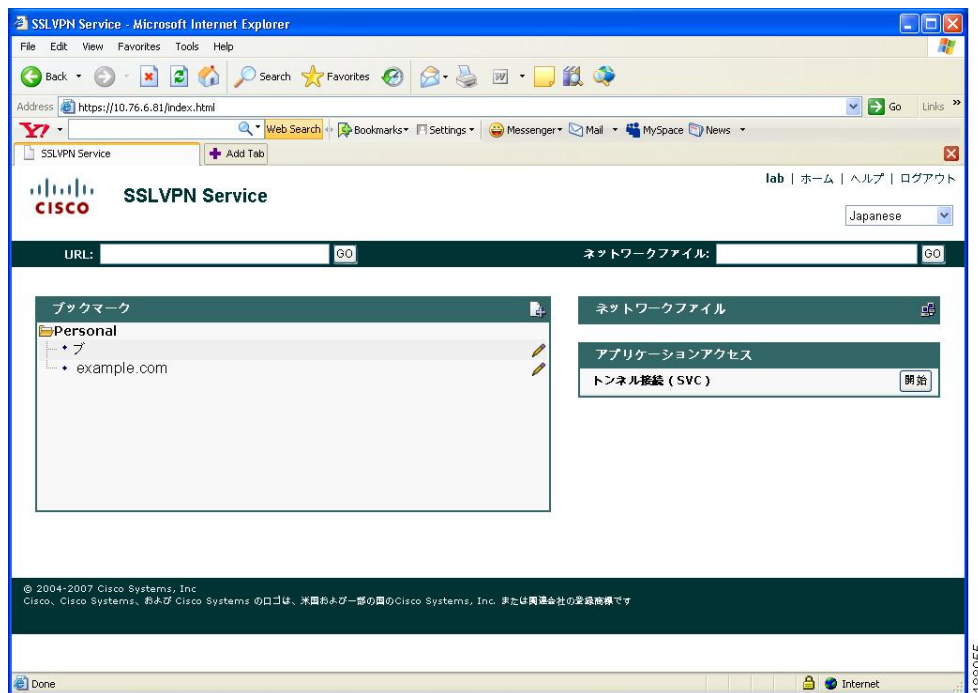 SSLVPN Service - Microsoft Internet Explorer
File Edit View Favorites Tools Help
Back Search Favorites
Address https://10.76.6.81/index.html Go Links »
Y7 Web Search Bookmarks Settings Messenger Mail MySpace News
SSLVPN Service Add Tab
lab | ホーム | ヘルプ | ログアウト
CISCO SSLVPN Service
Japanese
URL: GO ネットワークファイル: GO
ブックマーク
Personal
ブ
example.com
ネットワークファイル
アプリケーションアクセス
トンネル接続 ( SVC ) 開始
© 2004-2007 Cisco Systems, Inc
Cisco、Cisco Systems、および Cisco Systems のロゴは、米国および一部の国のCisco Systems, Inc. または関連会社の登録商標です
Done Internet